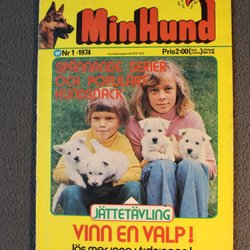 Min Hund
Nr 1 · 1974
Pris 2:00
SPÄNNANDE SERIER
OCH POPULÄRT
HUNDSNACK
JÄTTETÄVLING
VINN EN VALP!